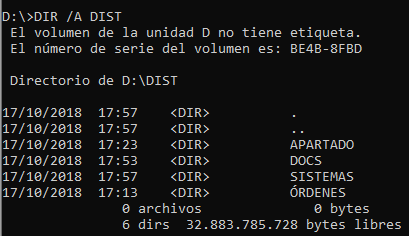 D:\>DIR /A DIST
El volumen de la unidad D no tiene etiqueta.
El número de serie del volumen es: BE4B-8FBD
Directorio de D:\DIST
17/10/2018 17:57 <DIR> .
17/10/2018 17:57 <DIR> ..
17/10/2018 17:23 <DIR> APARTADO
17/10/2018 17:53 <DIR> DOCS
17/10/2018 17:57 <DIR> SISTEMAS
17/10/2018 17:13 <DIR> ÓRDENES
0 archivos 0 bytes
6 dirs 32.883.785.728 bytes libres